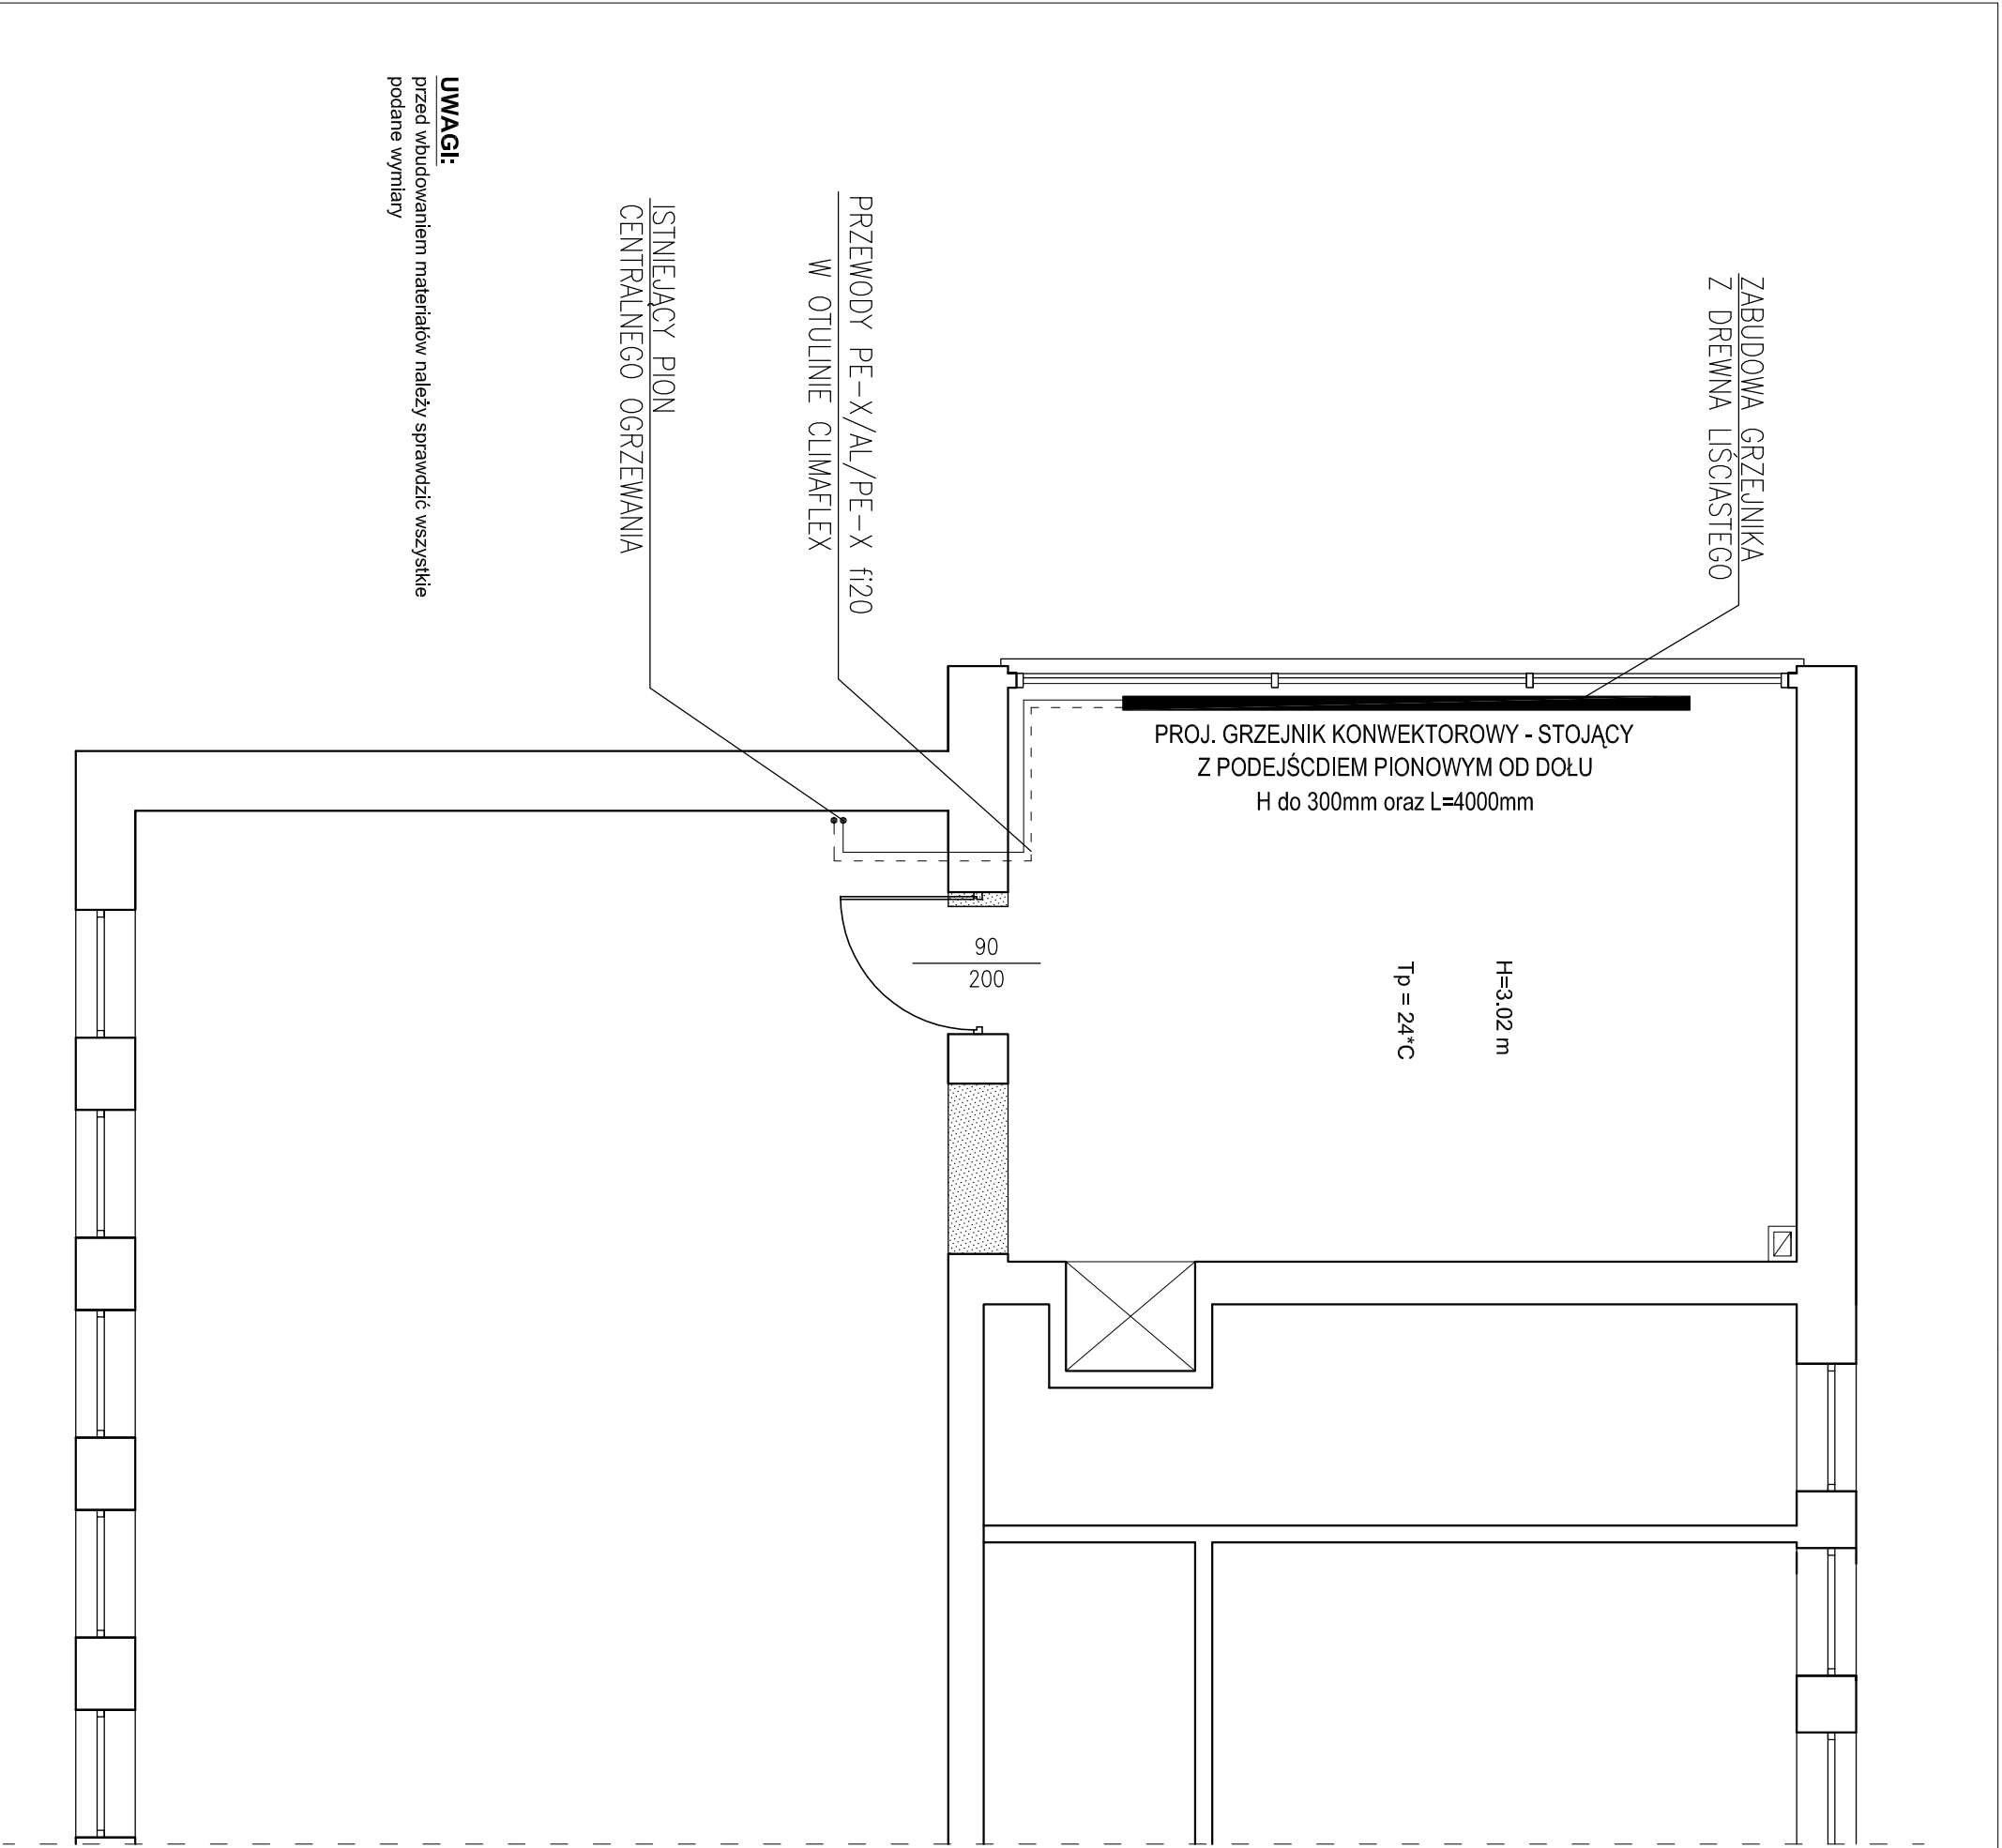 ZABUDOWA GRZEJNIKA
Z DREWNA LIŚCIASTEGO
PRZEWODY PE-X/AL/PE-X fi20
W OTULINIE CLIMAFLEX
ISTNIEJĄCY PION
CENTRALNEGO OGRZEWANIA
UWAGI:
przed wbudowaniem materiałów należy sprawdzić wszystkie
podane wymiary
PROJ. GRZEJNIK KONWEKTOROWY - STOJĄCY
Z PODEJŚCDIEM PIONOWYM OD DOŁU
H do 300mm oraz L=4000mm
H=3.02 m
Tp = 24*C
90
200